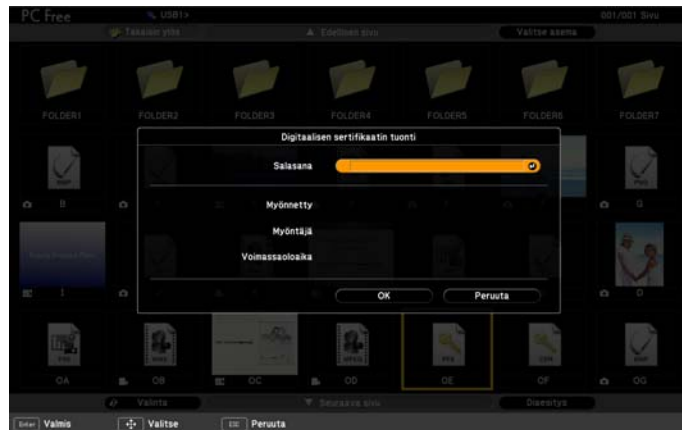 PC Free USB1> 001/001 Sivu
Takaisin ylös Edellinen sivu Valitse asema
FOLDER1 FOLDER2 FOLDER3 FOLDER4 FOLDER5 FOLDER6 FOLDER7
Digitaalisen sertifikaatin tuonti
Salasana
Myönnetty
Myöntäjä
Voimassaoloaika
OK Peruuta
B G
I O
OA OB OC OD OE OF OG
Valinta Seuraava sivu Diaesitys
Enter Valmis Valitse Esc Peruuta